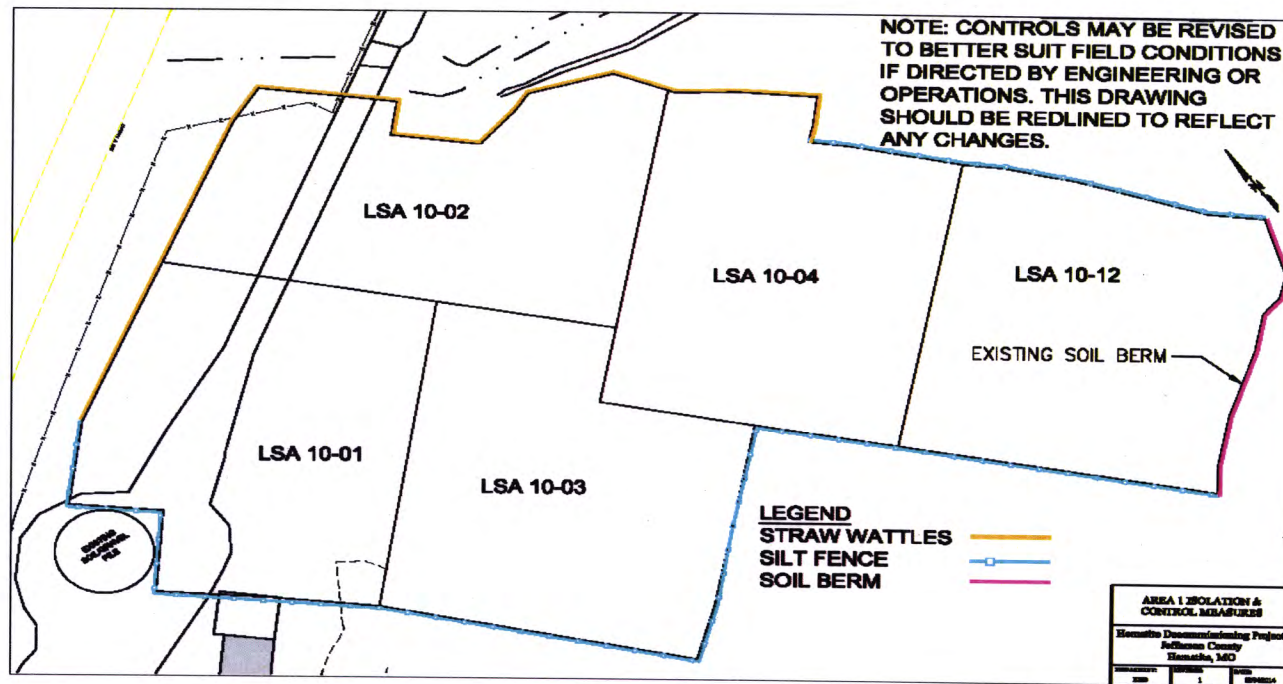 NOTE: CONTROLS MAY BE REVISED
TO BETTER SUIT FIELD CONDITIONS
IF DIRECTED BY ENGINEERING OR
OPERATIONS. THIS DRAWING
SHOULD BE REDLINED TO REFLECT
ANY CHANGES.
LSA 10-02
LSA 10-04
LSA 10-12
EXISTING SOIL BERM
LSA 10-01
LSA 10-03
LEGEND
STRAW WATTLES
SILT FENCE
SOIL BERM
EXISTING
PILE
AREA 1 ISOLATION &
CONTROL MEASURES
Hematite Decommissioning Project
Jefferson County
Hematite, MO
1